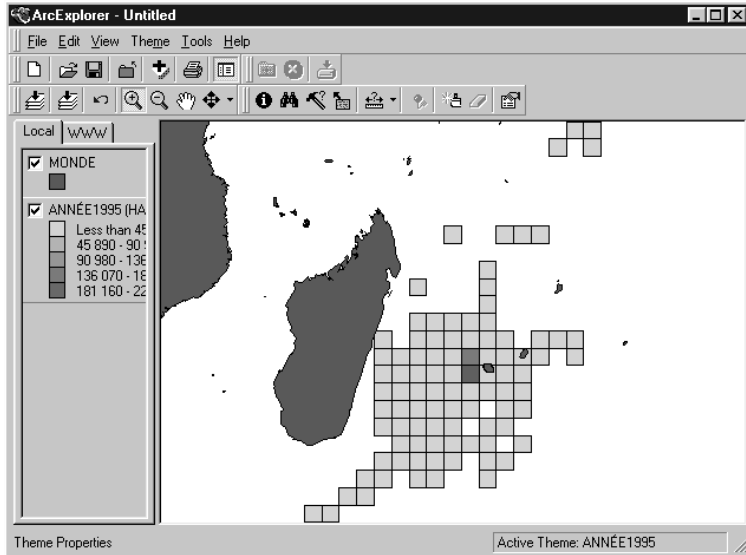 ArcExplorer - Untitled
File Edit View Theme Tools Help
Local WWW
MONDE
ANNÉE1995 (HA
Less than 45
45 890 - 90 9
90 980 - 136
136 070 - 18
181 160 - 22
Theme Properties
Active Theme: ANNÉE1995